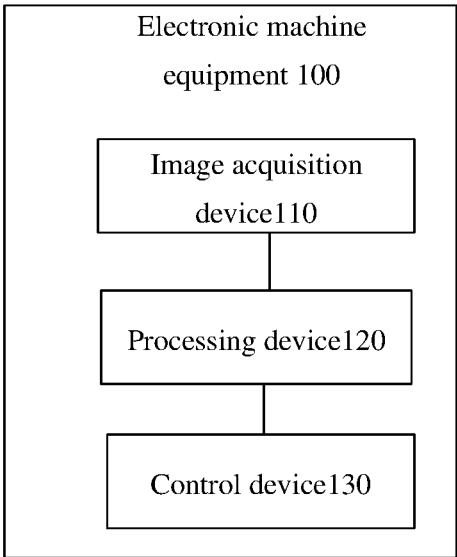 Electronic machine
equipment 100
Image acquisition
device110
Processing device120
Control device130